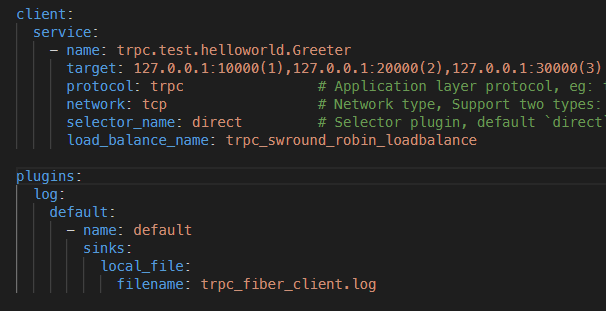 client:
service:
- name: trpc.test.helloworld.Greeter
target: 127.0.0.1:10000(1),127.0.0.1:20000(2),127.0.0.1:30000(3)
protocol: trpc # Application layer protocol, eg:
network: tcp # Network type, Support two types:
selector_name: direct # Selector plugin, default `direct`
load_balance_name: trpc_swround_robin_loadbalance
plugins:
log:
default:
- name: default
sinks:
local_file:
filename: trpc_fiber_client.log